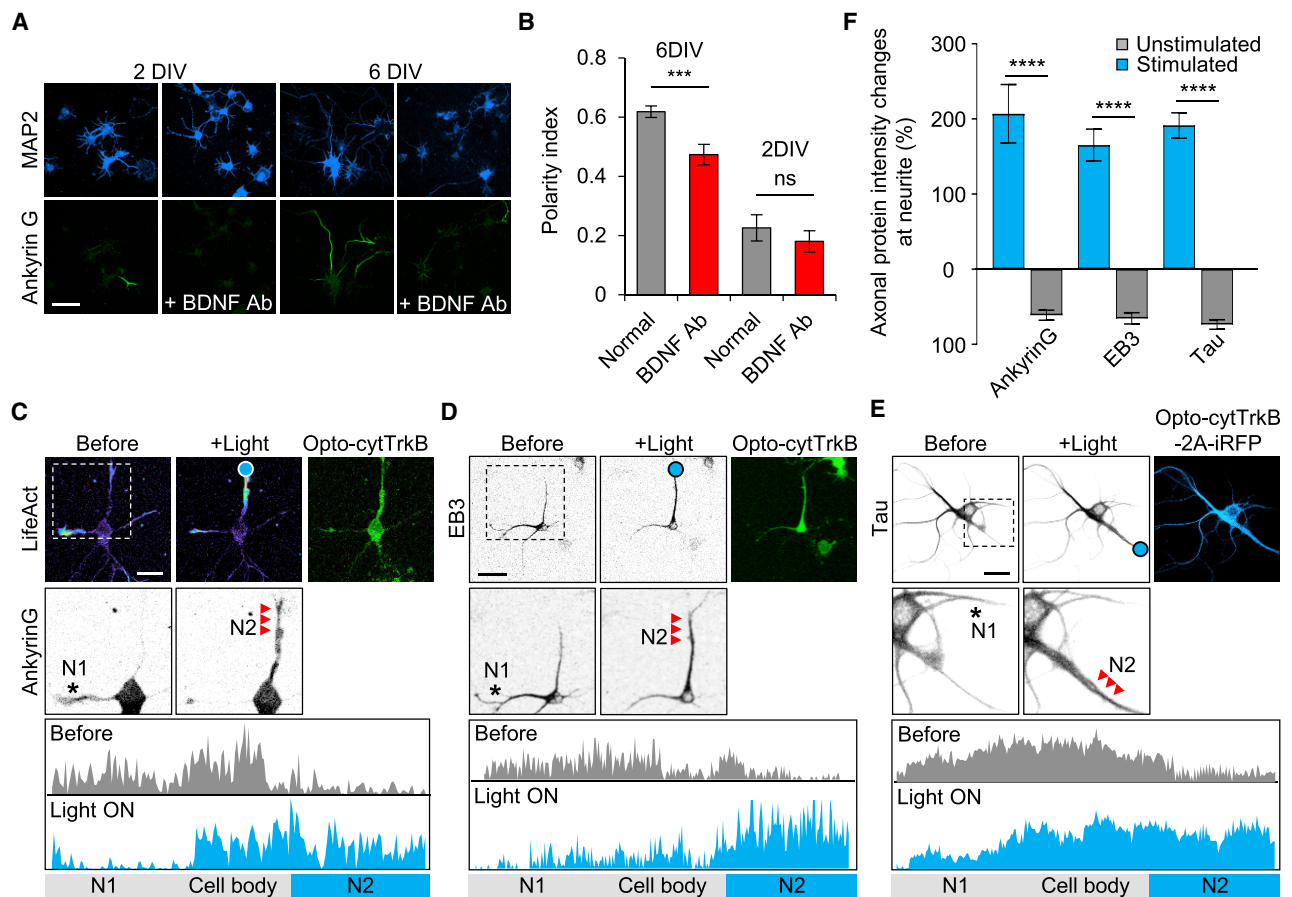 A
2 DIV
6 DIV
MAP2
Ankyrin G
+ BDNF Ab
+ BDNF Ab
B
Polarity index
0.8
0.6
0.4
0.2
0
6DIV
***
2DIV
ns
Normal
BDNF Ab
Normal
BDNF Ab
F
Axonal protein intensity changes
at neurite (%)
300
200
100
0
100
Unstimulated
Stimulated
****
****
****
AnkyrinG
EB3
Tau
C
Before
+Light
Opto-cytTrkB
LifeAct
AnkyrinG
N1
*
N2
Before
Light ON
N1
Cell body
N2
D
Before
+Light
Opto-cytTrkB
EB3
N1
*
N2
Before
Light ON
N1
Cell body
N2
E
Before
+Light
Opto-cytTrkB
-2A-iRFP
Tau
*
N1
N2
Before
Light ON
N1
Cell body
N2